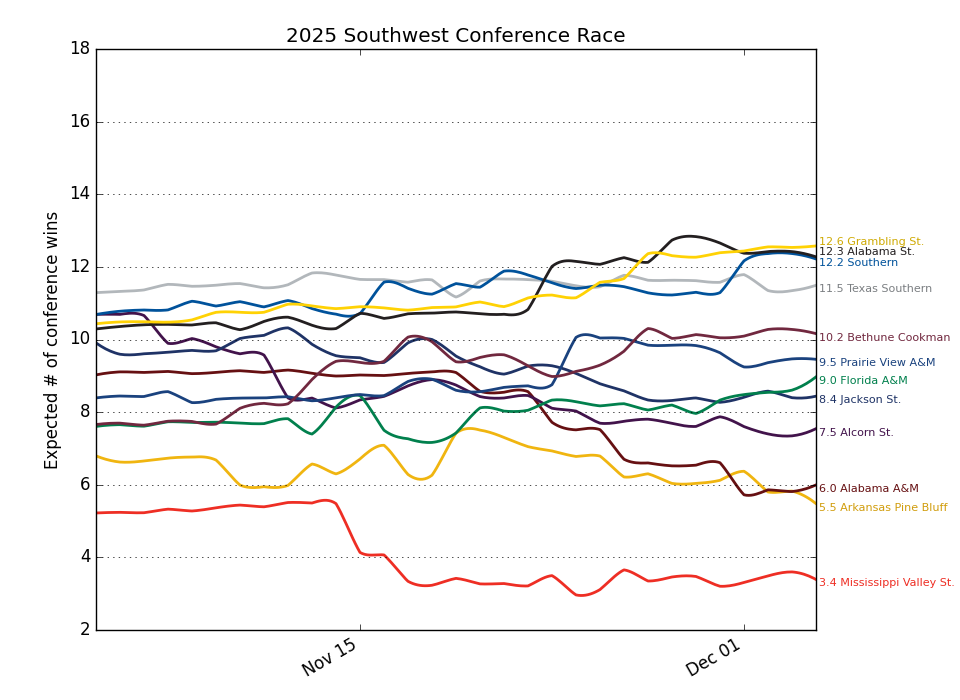 2025 Southwest Conference Race
Expected # of conference wins
18
16
14
12
10
8
6
4
2
Nov 15
Dec 01
12.6 Grambling St.
12.3 Alabama St.
12.2 Southern
11.5 Texas Southern
10.2 Bethune Cookman
9.5 Prairie View A&M
9.0 Florida A&M
8.4 Jackson St.
7.5 Alcorn St.
6.0 Alabama A&M
5.5 Arkansas Pine Bluff
3.4 Mississippi Valley St.